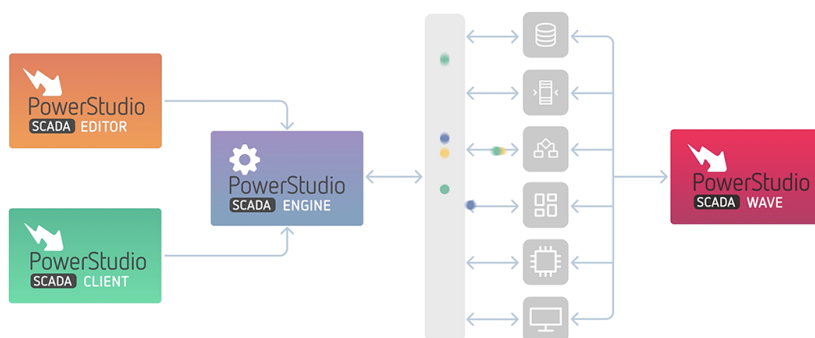 PowerStudio
SCADA EDITOR
PowerStudio
SCADA ENGINE
PowerStudio
SCADA CLIENT
PowerStudio
SCADA WAVE